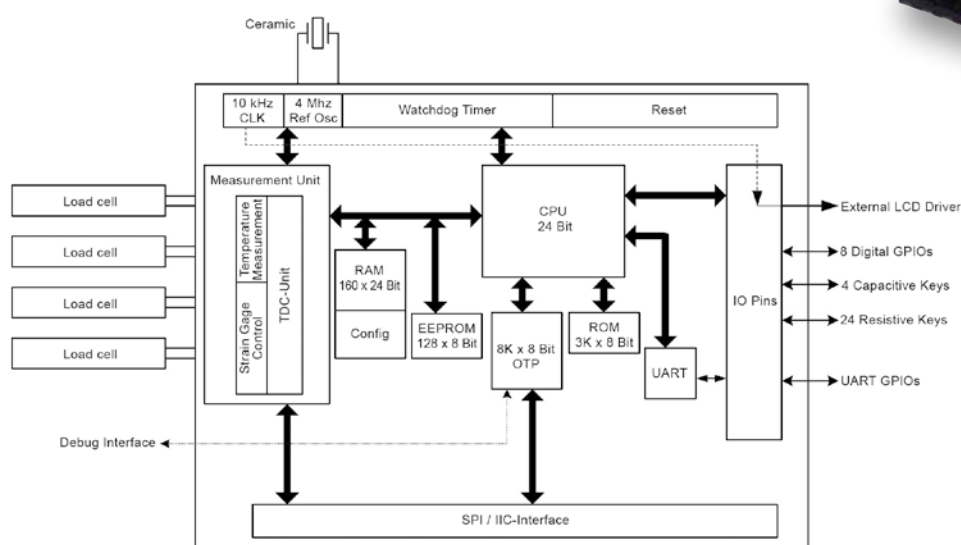 Ceramic
10 kHz
CLK
4 Mhz
Ref Osc
Watchdog Timer
Reset
Measurement Unit
Temperature
Measurement
Strain Gage
Control
TDC-Unit
Load cell
Load cell
Load cell
Load cell
CPU
24 Bit
RAM
160 x 24 Bit
Config
EEPROM
128 x 8 Bit
8K x 8 Bit
OTP
ROM
3K x 8 Bit
UART
IO Pins
External LCD Driver
8 Digital GPIOs
4 Capacitive Keys
24 Resistive Keys
UART GPIOs
Debug Interface
SPI / IIC-Interface